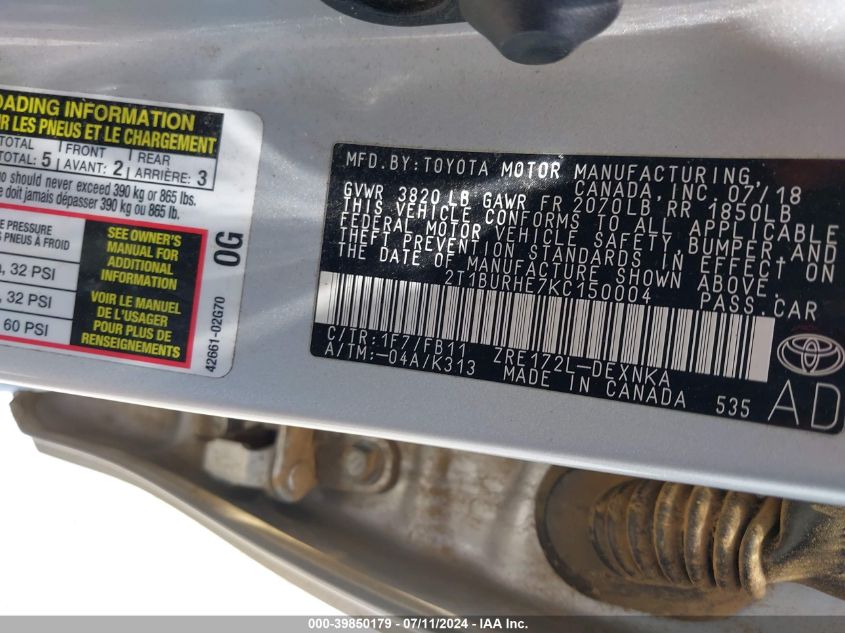 OADING INFORMATION
R LES PNEUS ET LE CHARGEMENT
TOTAL FRONT REAR
TOTAL: 5 AVANT: 2 ARRIÈRE: 3
should never exceed 390 kg or 865 lbs.
doit jamais dépasser 390 kg ou 865 lb.
PRESSURE
PNEUS À FROID
32 PSI
32 PSI
60 PSI
SEE OWNER'S
MANUAL FOR
ADDITIONAL
INFORMATION
VOIR LE MANUEL
DE L'USAGER
POUR PLUS DE
RENSEIGNEMENTS
0G
42661-02G70
MFD. BY: TOYOTA MOTOR MANUFACTURING
CANADA, INC. 07/18
GVWR 3820 LB GAWR FR 2070LB RR 1850LB
THIS VEHICLE CONFORMS TO ALL APPLICABLE
FEDERAL MOTOR VEHICLE SAFETY, BUMPER, AND
THEFT PREVENTION STANDARDS IN EFFECT ON
THE DATE OF MANUFACTURE SHOWN ABOVE.
2T1BURHE7KC150004 PASS.CAR
C/TR: 1F7/FB11 ZRE172L-DEXNKA
A/TM:-04A/K313 MADE IN CANADA 535
AD
TOYOTA
000-39850179 - 07/11/2024 - IAAI.com